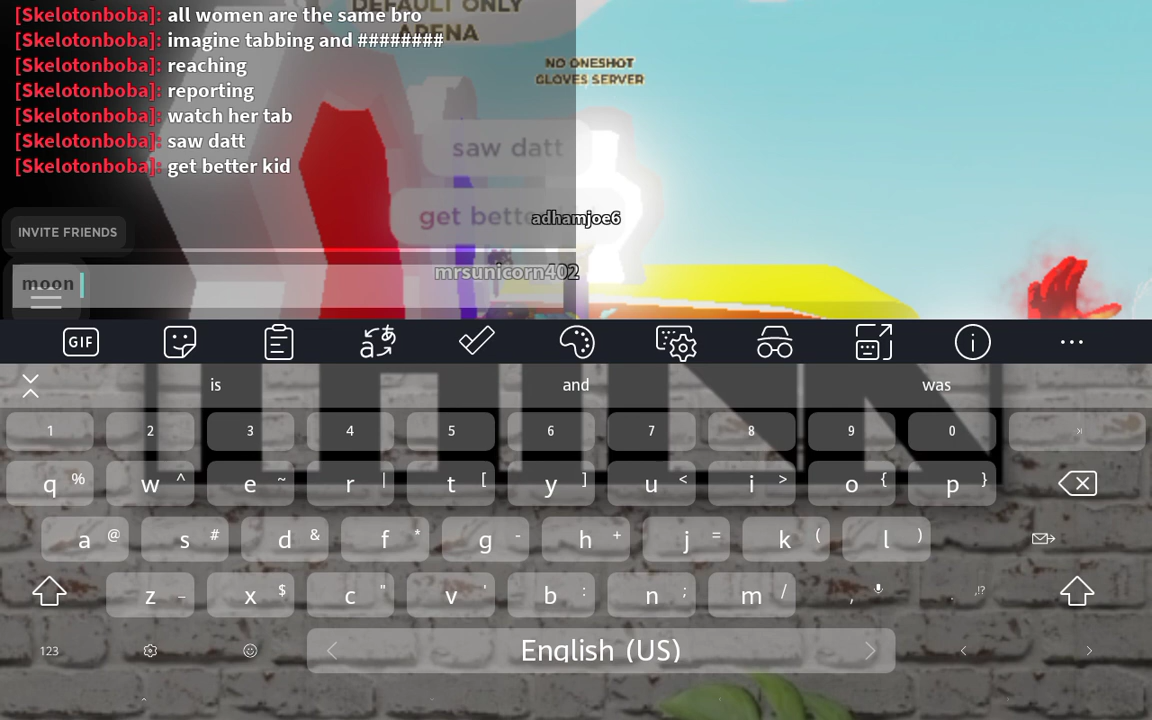 [Skelotonboba]: all women are the same bro
[Skelotonboba]: imagine tabbing and ########
[Skelotonboba]: reaching
[Skelotonboba]: reporting
[Skelotonboba]: watch her tab
[Skelotonboba]: saw datt
[Skelotonboba]: get better kid
DEFAULT ONLY
ARENA
NO ONESHOT
GLOVES SERVER
saw datt
get bette
adhamjoe6
INVITE FRIENDS
mrsunicorn402
moon
GIF
is and was
1 2 3 4 5 6 7 8 9 0
q % w ^ e ~ r | t [ y ] u < i > o { p }
a @ s # d & f * g - h + j = k ( l )
z _ x $ c " v ' b : n ; m / , . ,!?
123 < English (US) > < >